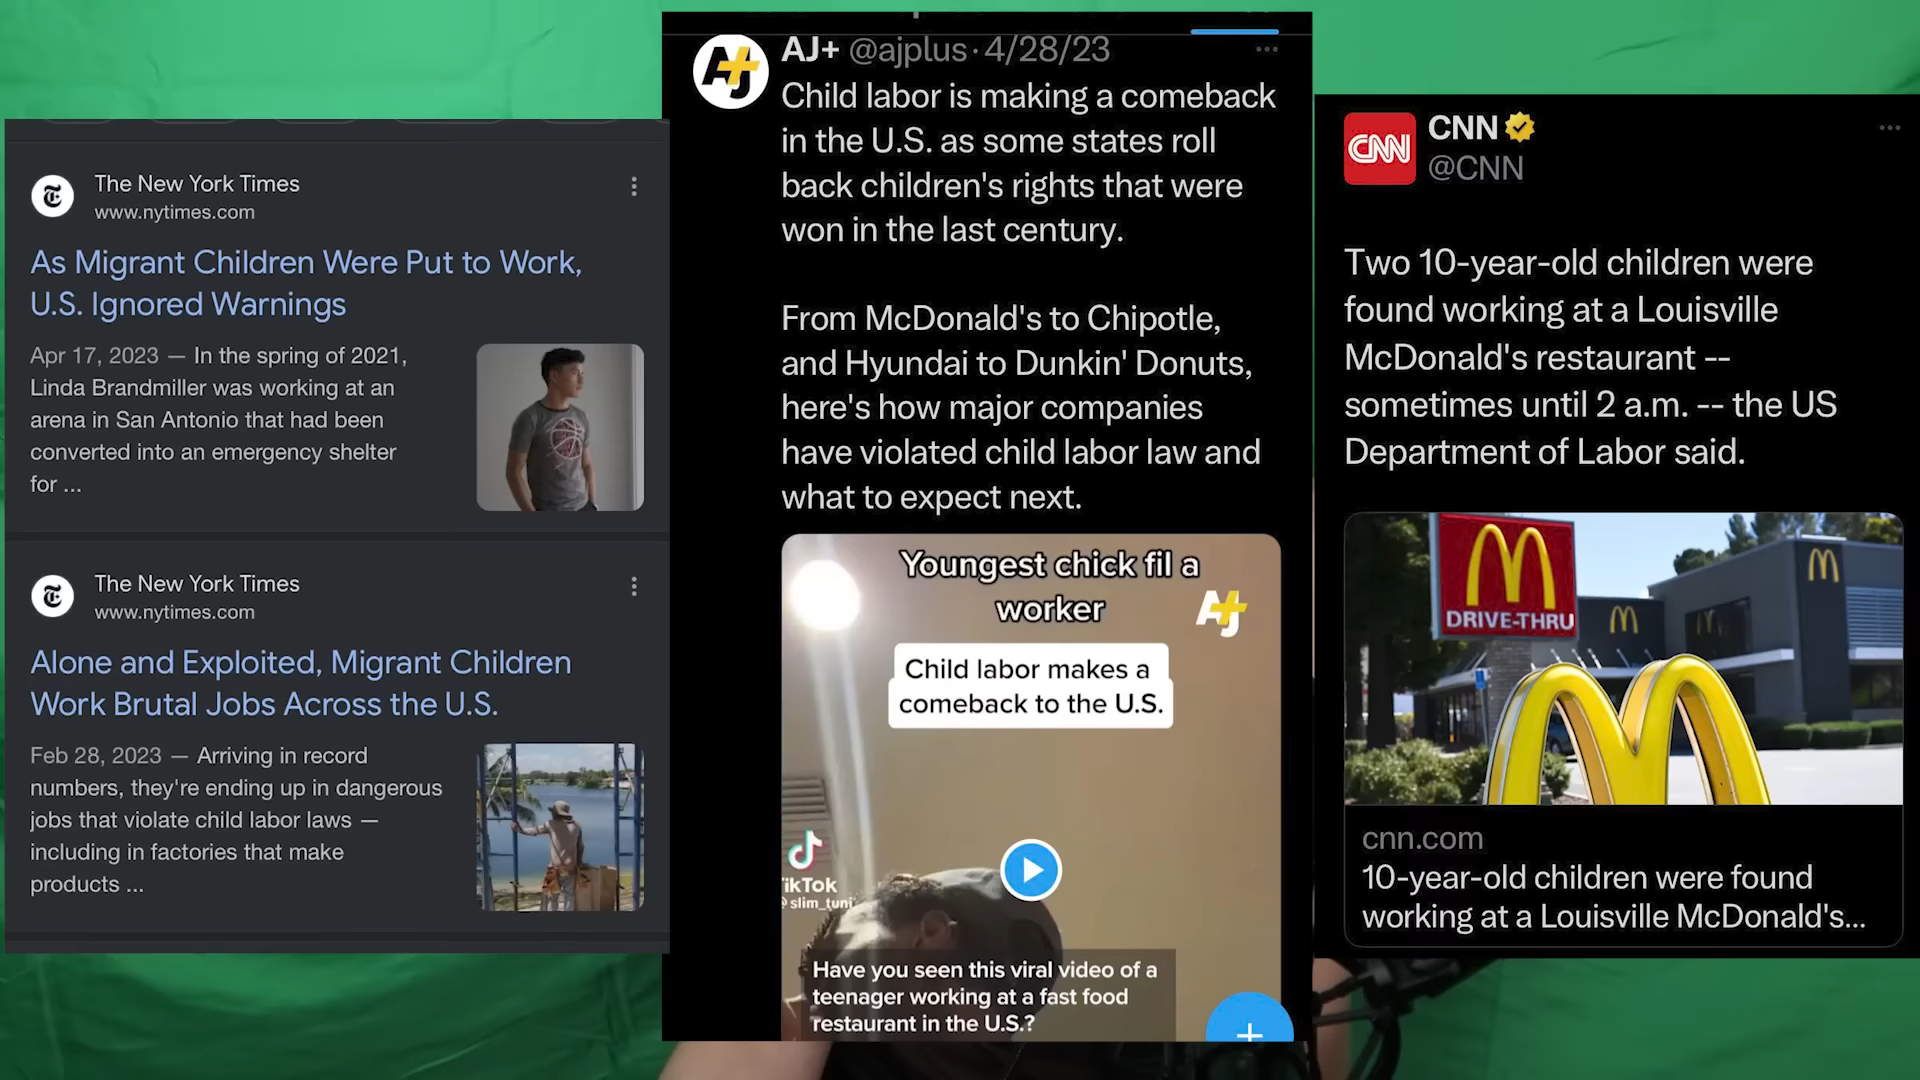 The New York Times
www.nytimes.com
As Migrant Children Were Put to Work,
U.S. Ignored Warnings
Apr 17, 2023 — In the spring of 2021,
Linda Brandmiller was working at an
arena in San Antonio that had been
converted into an emergency shelter
for ...
The New York Times
www.nytimes.com
Alone and Exploited, Migrant Children
Work Brutal Jobs Across the U.S.
Feb 28, 2023 — Arriving in record
numbers, they're ending up in dangerous
jobs that violate child labor laws —
including in factories that make
products ...
AJ+ @ajplus · 4/28/23
Child labor is making a comeback
in the U.S. as some states roll
back children's rights that were
won in the last century.
From McDonald's to Chipotle,
and Hyundai to Dunkin' Donuts,
here's how major companies
have violated child labor law and
what to expect next.
Youngest chick fil a
worker
AJ+
Child labor makes a
comeback to the U.S.
ikTok
@slim_tuni
Have you seen this viral video of a
teenager working at a fast food
restaurant in the U.S.?
CNN
CNN
@CNN
Two 10-year-old children were
found working at a Louisville
McDonald's restaurant --
sometimes until 2 a.m. -- the US
Department of Labor said.
DRIVE-THRU
cnn.com
10-year-old children were found
working at a Louisville McDonald's...